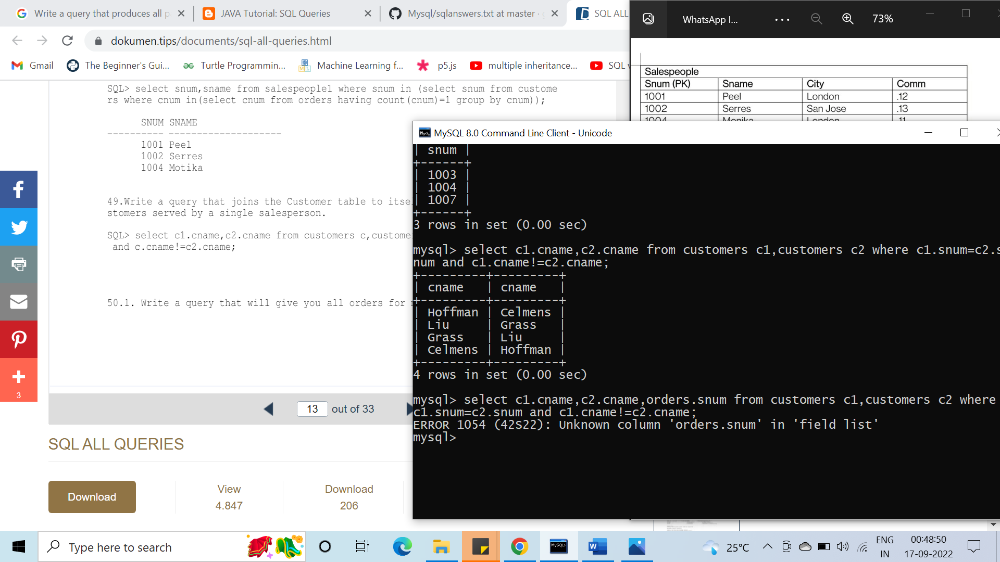 Write a query that produces all p
JAVA Tutorial: SQL Queries
Mysql/sqlanswers.txt at master ·
SQL ALL
dokumen.tips/documents/sql-all-queries.html
Gmail
The Beginner's Gui...
Turtle Programmin...
Machine Learning f...
p5.js
multiple inheritance...
SQL
WhatsApp I...
73%
Salespeople
Snum (PK) Sname City Comm
1001 Peel London .12
1002 Serres San Jose .13
1004 Monika London .11
SQL> select snum,sname from salespeople1 where snum in (select snum from custome
rs where cnum in(select cnum from orders having count(cnum)=1 group by cnum));
SNUM SNAME
---------- --------------------
1001 Peel
1002 Serres
1004 Motika
49.Write a query that joins the Customer table to itsel
stomers served by a single salesperson.
SQL> select c1.cname,c2.cname from customers c,custome
and c.cname!=c2.cname;
50.1. Write a query that will give you all orders for
3
13 out of 33
SQL ALL QUERIES
Download
View
4.847
Download
206
MySQL 8.0 Command Line Client - Unicode
| snum |
+------+
| 1003 |
| 1004 |
| 1007 |
+------+
3 rows in set (0.00 sec)
mysql> select c1.cname,c2.cname from customers c1,customers c2 where c1.snum=c2.s
num and c1.cname!=c2.cname;
+---------+---------+
| cname | cname |
+---------+---------+
| Hoffman | Celmens |
| Liu | Grass |
| Grass | Liu |
| Celmens | Hoffman |
+---------+---------+
4 rows in set (0.00 sec)
mysql> select c1.cname,c2.cname,orders.snum from customers c1,customers c2 where
c1.snum=c2.snum and c1.cname!=c2.cname;
ERROR 1054 (42S22): Unknown column 'orders.snum' in 'field list'
mysql>
Type here to search
25°C
ENG
IN
00:48:50
17-09-2022